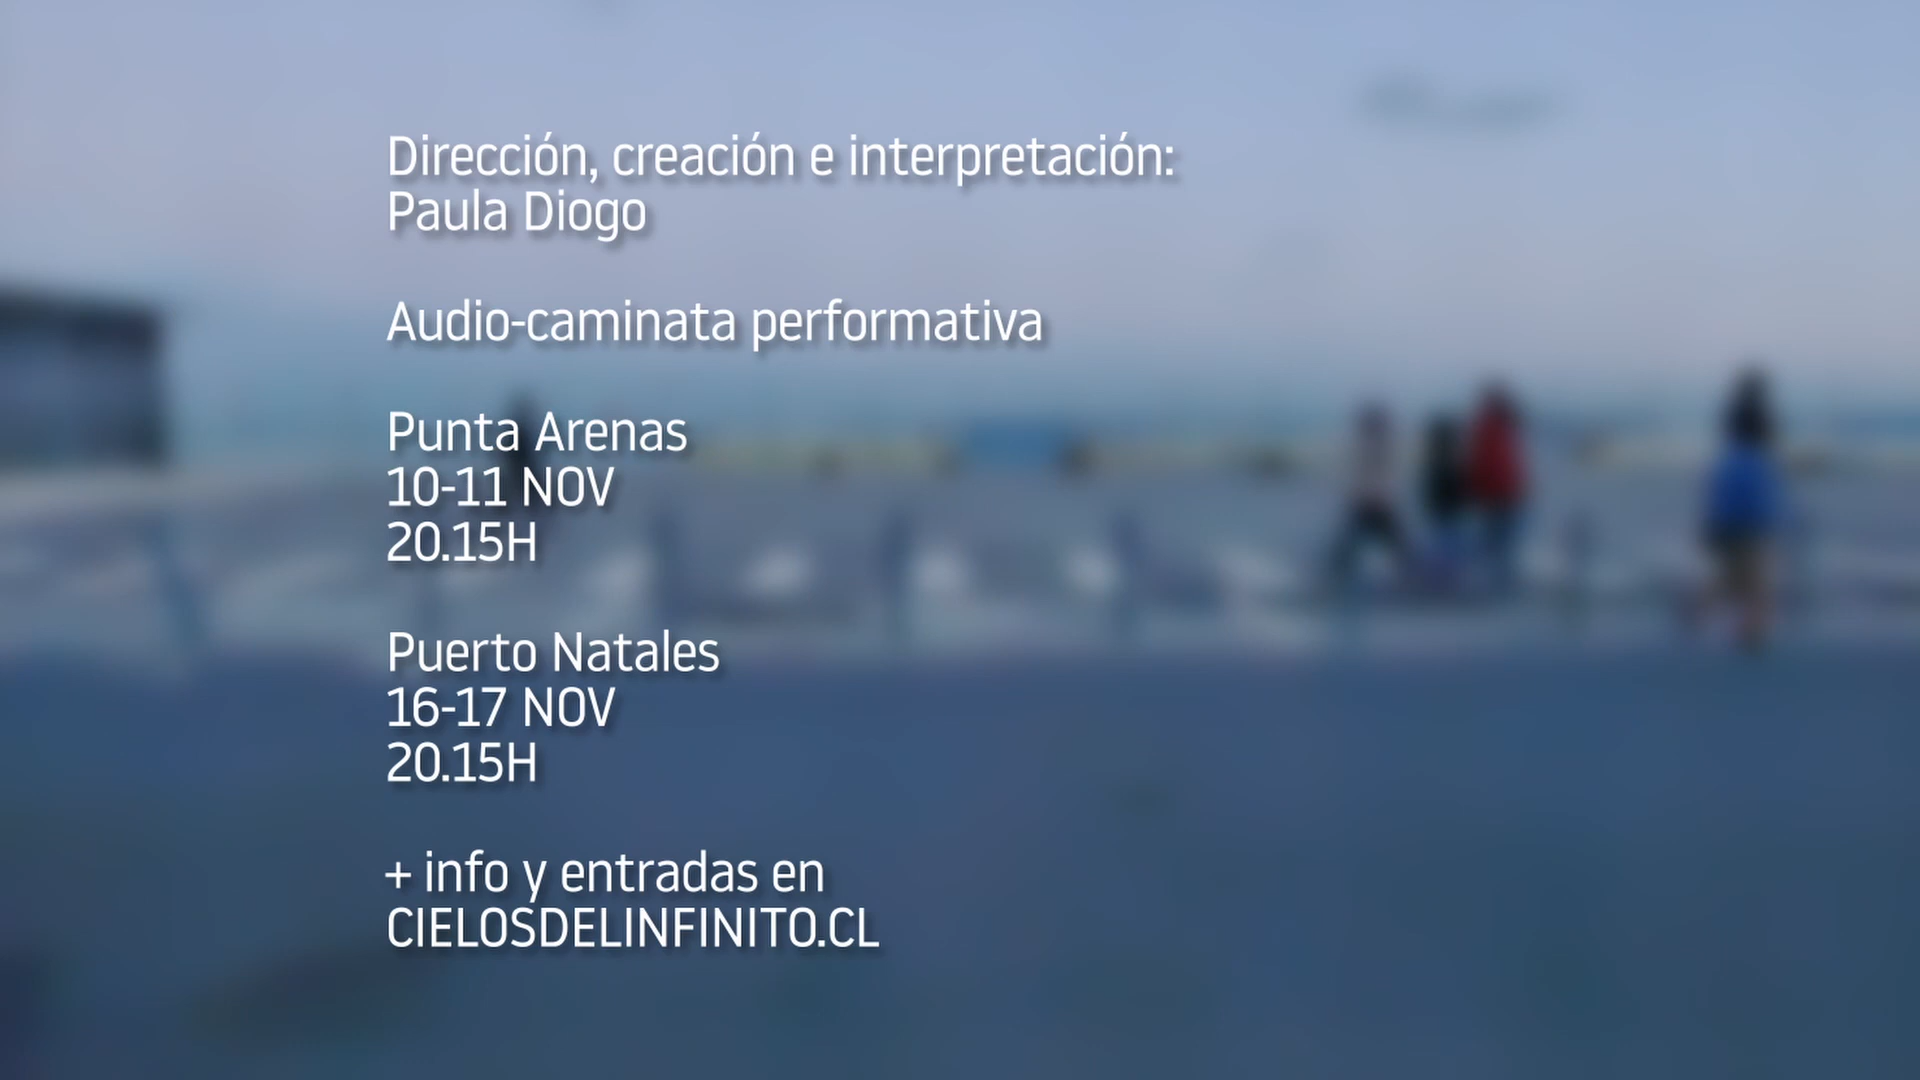 Dirección, creación e interpretación:
Paula Diogo
Audio-caminata performativa
Punta Arenas
10-11 NOV
20.15H
Puerto Natales
16-17 NOV
20.15H
+ info y entradas en
CIELOSDELINFINITO.CL